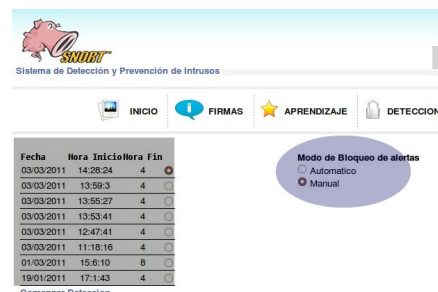 SNORT
Sistema de Detección y Prevención de Intrusos
INICIO FIRMAS APRENDIZAJE DETECCION
Fecha Hora Inicio Hora Fin
03/03/2011 14:28:24 4
03/03/2011 13:59:3 4
03/03/2011 13:55:27 4
03/03/2011 13:53:41 4
03/03/2011 12:47:41 4
03/03/2011 11:18:16 4
01/03/2011 15:6:10 8
19/01/2011 17:1:43 4
Comenzar Deteccion
Modo de Bloqueo de alertas
Automatico
Manual